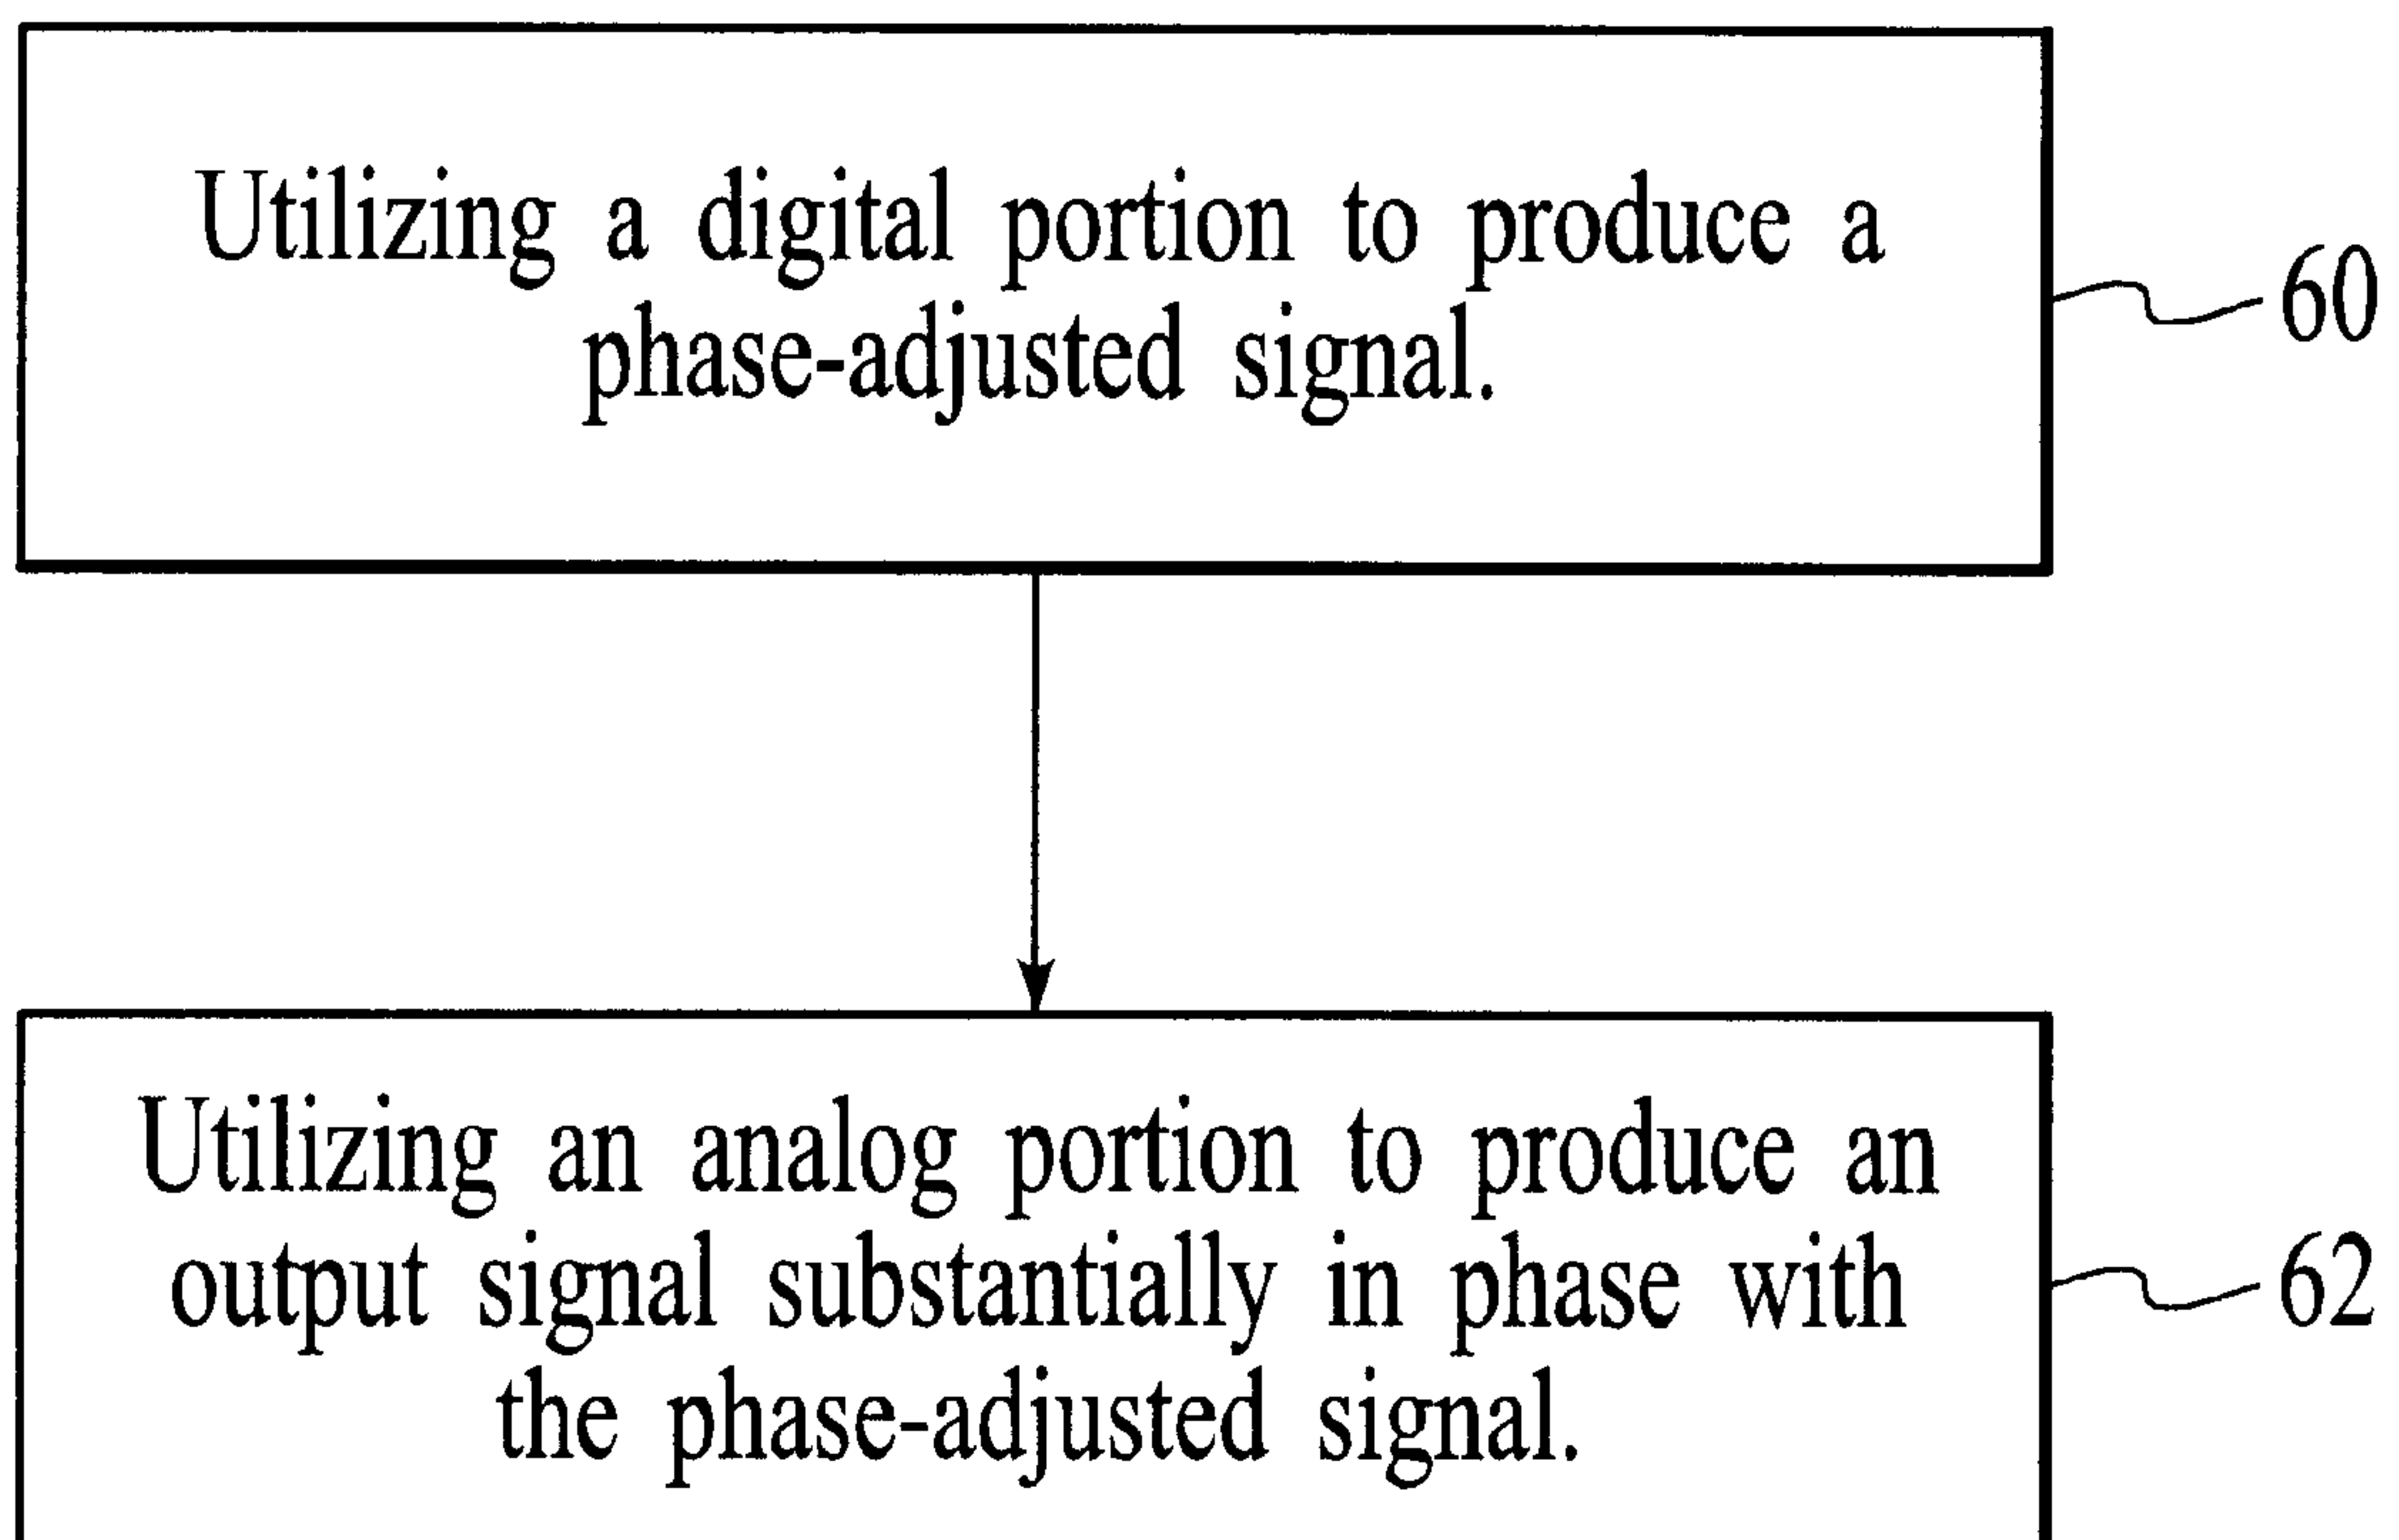 Utilizing a digital portion to produce a
phase-adjusted signal.
60
Utilizing an analog portion to produce an
output signal substantially in phase with
the phase-adjusted signal.
62